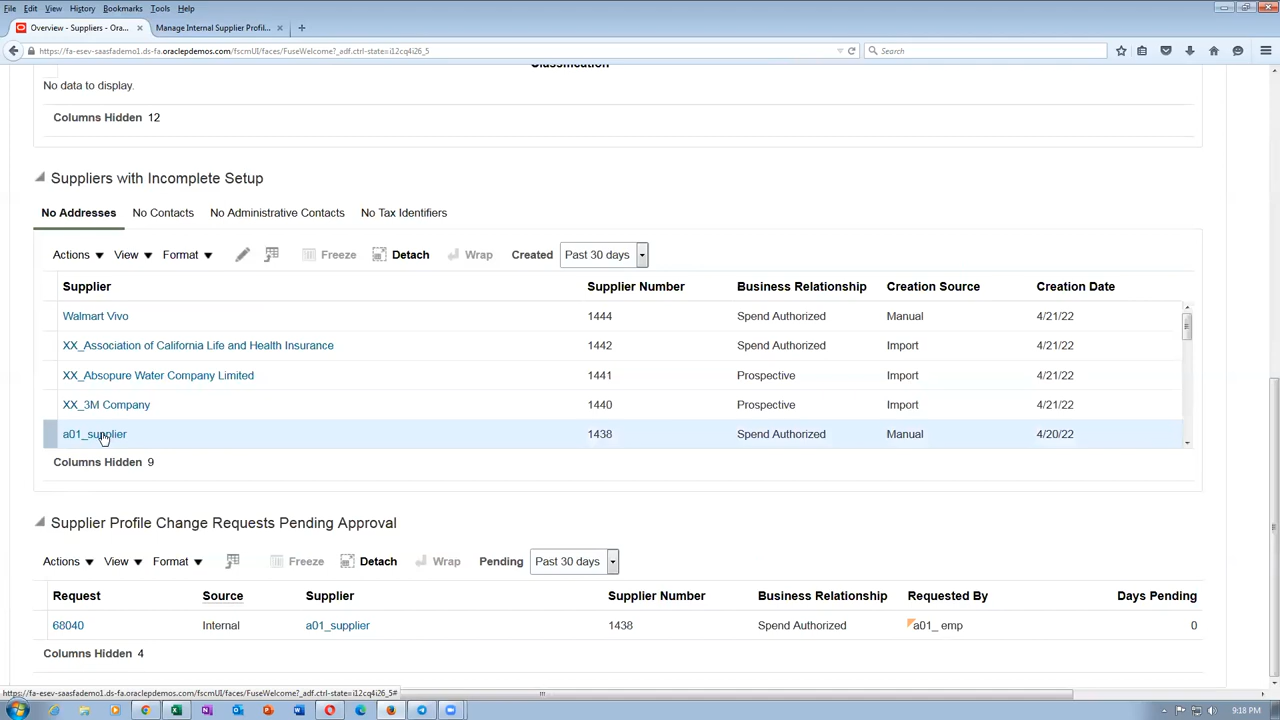 File Edit View History Bookmarks Tools Help
Overview - Suppliers - Ora... × Manage Internal Supplier Profil... × +
https://fa-esev-saasfademo1.ds-fa.oraclepdemos.com/fscmUI/faces/FuseWelcome?_adf.ctrl-state=i12cq4i26_5 Search
Classification
No data to display.
Columns Hidden 12
Suppliers with Incomplete Setup
No Addresses No Contacts No Administrative Contacts No Tax Identifiers
Actions View Format Freeze Detach Wrap Created Past 30 days
Supplier Supplier Number Business Relationship Creation Source Creation Date
Walmart Vivo 1444 Spend Authorized Manual 4/21/22
XX_Association of California Life and Health Insurance 1442 Spend Authorized Import 4/21/22
XX_Absopure Water Company Limited 1441 Prospective Import 4/21/22
XX_3M Company 1440 Prospective Import 4/21/22
a01_supplier 1438 Spend Authorized Manual 4/20/22
Columns Hidden 9
Supplier Profile Change Requests Pending Approval
Actions View Format Freeze Detach Wrap Pending Past 30 days
Request Source Supplier Supplier Number Business Relationship Requested By Days Pending
68040 Internal a01_supplier 1438 Spend Authorized a01_ emp 0
Columns Hidden 4
https://fa-esev-saasfademo1.ds-fa.oraclepdemos.com/fscmUI/faces/FuseWelcome?_adf.ctrl-state=i12cq4i26_5#
9:18 PM